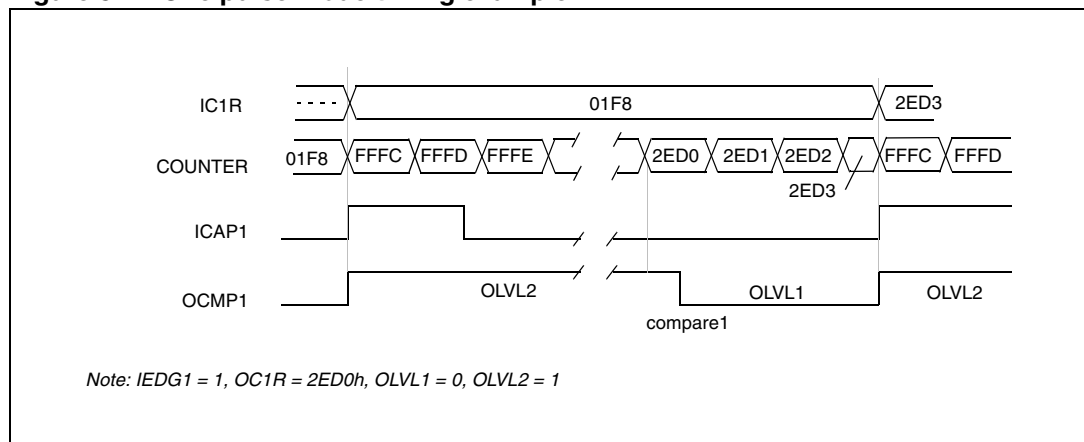 IC1R - - - - 01F8 2ED3
COUNTER 01F8 FFFC FFFD FFFE 2ED0 2ED1 2ED2 FFFC FFFD
2ED3
ICAP1
OCMP1 OLVL2 OLVL1 OLVL2
compare1
Note: IEDG1 = 1, OC1R = 2ED0h, OLVL1 = 0, OLVL2 = 1